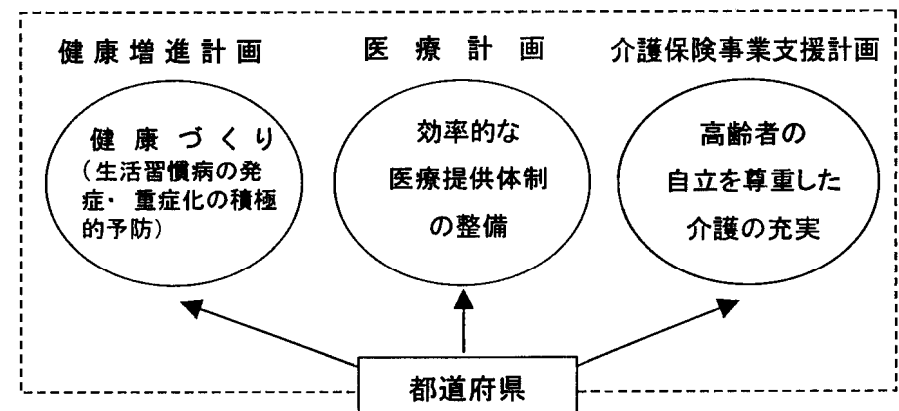 健康増進計画
医療計画
介護保険事業支援計画
健康づくり
(生活習慣病の発
症・重症化の積極
的予防)
効率的な
医療提供体制
の整備
高齢者の
自立を尊重した
介護の充実
都道府県